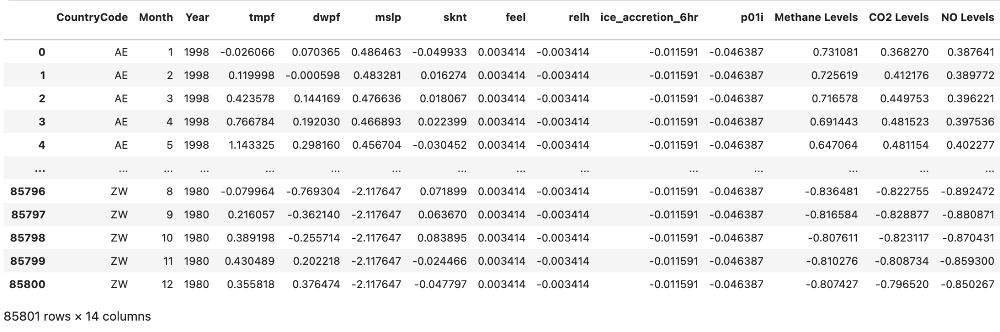 CountryCode Month Year tmpf dwpf mslp sknt feel relh ice_accretion_6hr p01i Methane Levels CO2 Levels NO Levels
0 AE 1 1998 -0.026066 0.070365 0.486463 -0.049933 0.003414 -0.003414 -0.011591 -0.046387 0.731081 0.368270 0.387641
1 AE 2 1998 0.119998 -0.000598 0.483281 0.016274 0.003414 -0.003414 -0.011591 -0.046387 0.725619 0.412176 0.389772
2 AE 3 1998 0.423578 0.144169 0.476636 0.018067 0.003414 -0.003414 -0.011591 -0.046387 0.716578 0.449753 0.396221
3 AE 4 1998 0.766784 0.192030 0.466893 0.022399 0.003414 -0.003414 -0.011591 -0.046387 0.691443 0.481523 0.397536
4 AE 5 1998 1.143325 0.298160 0.456704 -0.030452 0.003414 -0.003414 -0.011591 -0.046387 0.647064 0.481154 0.402277
... ... ... ... ... ... ... ... ... ... ... ... ... ... ...
85796 ZW 8 1980 -0.079964 -0.769304 -2.117647 0.071899 0.003414 -0.003414 -0.011591 -0.046387 -0.836481 -0.822755 -0.892472
85797 ZW 9 1980 0.216057 -0.362140 -2.117647 0.063670 0.003414 -0.003414 -0.011591 -0.046387 -0.816584 -0.828877 -0.880871
85798 ZW 10 1980 0.389198 -0.255714 -2.117647 0.083895 0.003414 -0.003414 -0.011591 -0.046387 -0.807611 -0.823117 -0.870431
85799 ZW 11 1980 0.430489 0.202218 -2.117647 -0.024466 0.003414 -0.003414 -0.011591 -0.046387 -0.810276 -0.808734 -0.859300
85800 ZW 12 1980 0.355818 0.376474 -2.117647 -0.047797 0.003414 -0.003414 -0.011591 -0.046387 -0.807427 -0.796520 -0.850267
85801 rows × 14 columns